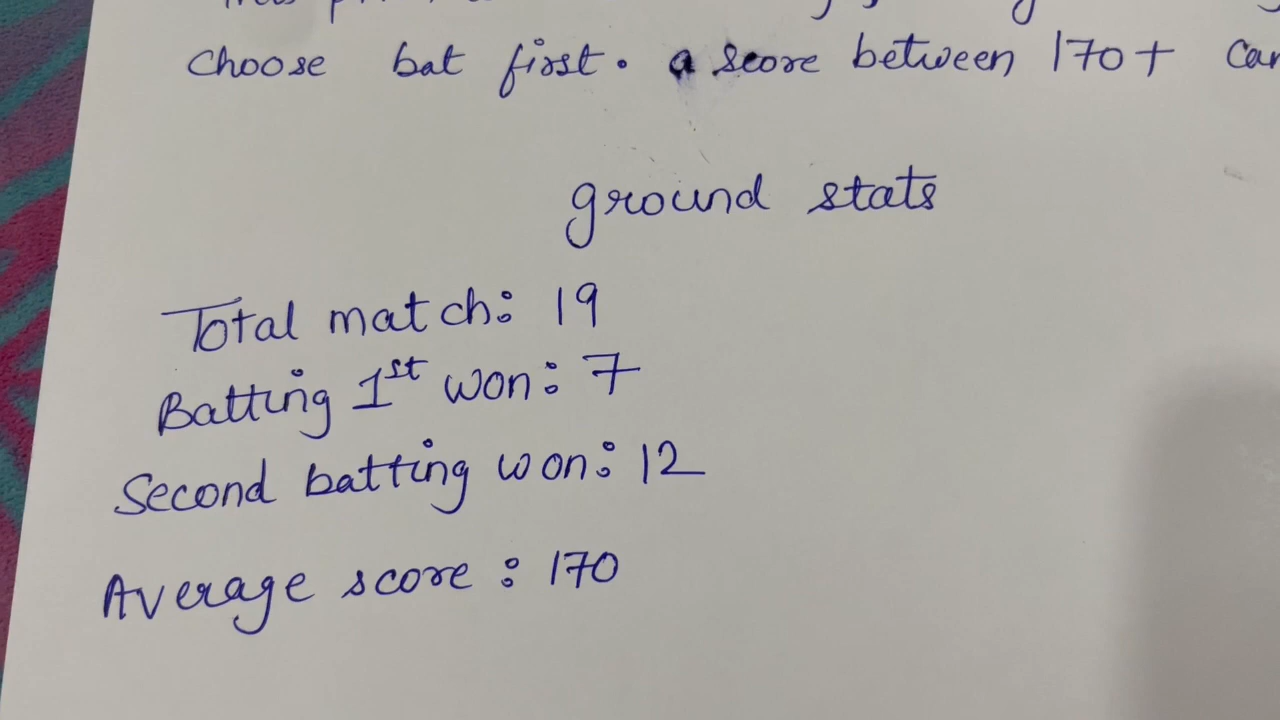 choose bat first. a score between 170+
ground stats
Total match: 19
Batting 1st won: 7
Second batting won: 12
Average score: 170